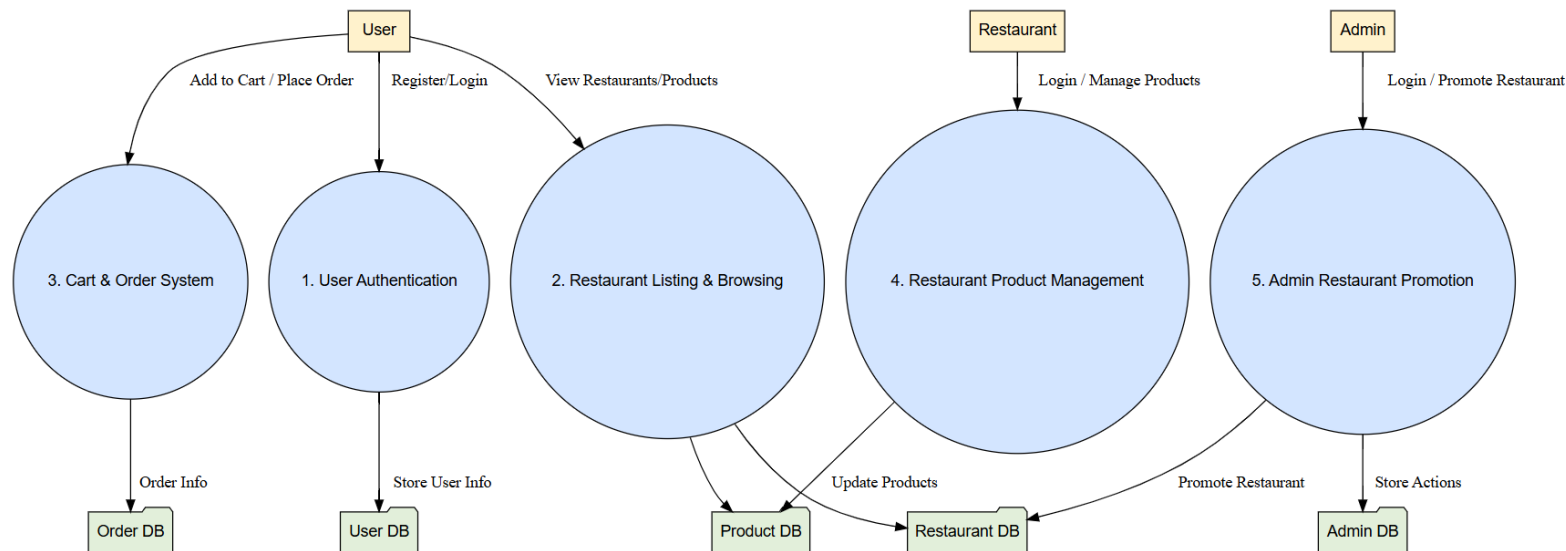 User
Restaurant
Admin
Add to Cart / Place Order
Register/Login
View Restaurants/Products
Login / Manage Products
Login / Promote Restaurant
3. Cart & Order System
1. User Authentication
2. Restaurant Listing & Browsing
4. Restaurant Product Management
5. Admin Restaurant Promotion
Order Info
Store User Info
Update Products
Promote Restaurant
Store Actions
Order DB
User DB
Product DB
Restaurant DB
Admin DB